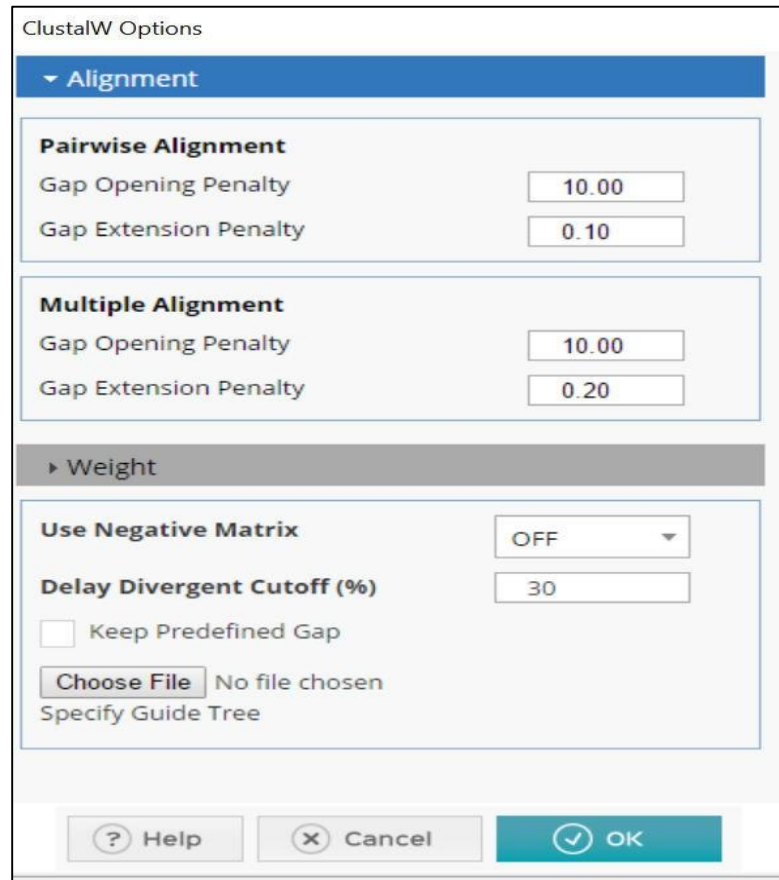 ClustalW Options
Alignment
Pairwise Alignment
Gap Opening Penalty 10.00
Gap Extension Penalty 0.10
Multiple Alignment
Gap Opening Penalty 10.00
Gap Extension Penalty 0.20
Weight
Use Negative Matrix OFF
Delay Divergent Cutoff (%) 30
Keep Predefined Gap
Choose File No file chosen
Specify Guide Tree
? Help Cancel OK